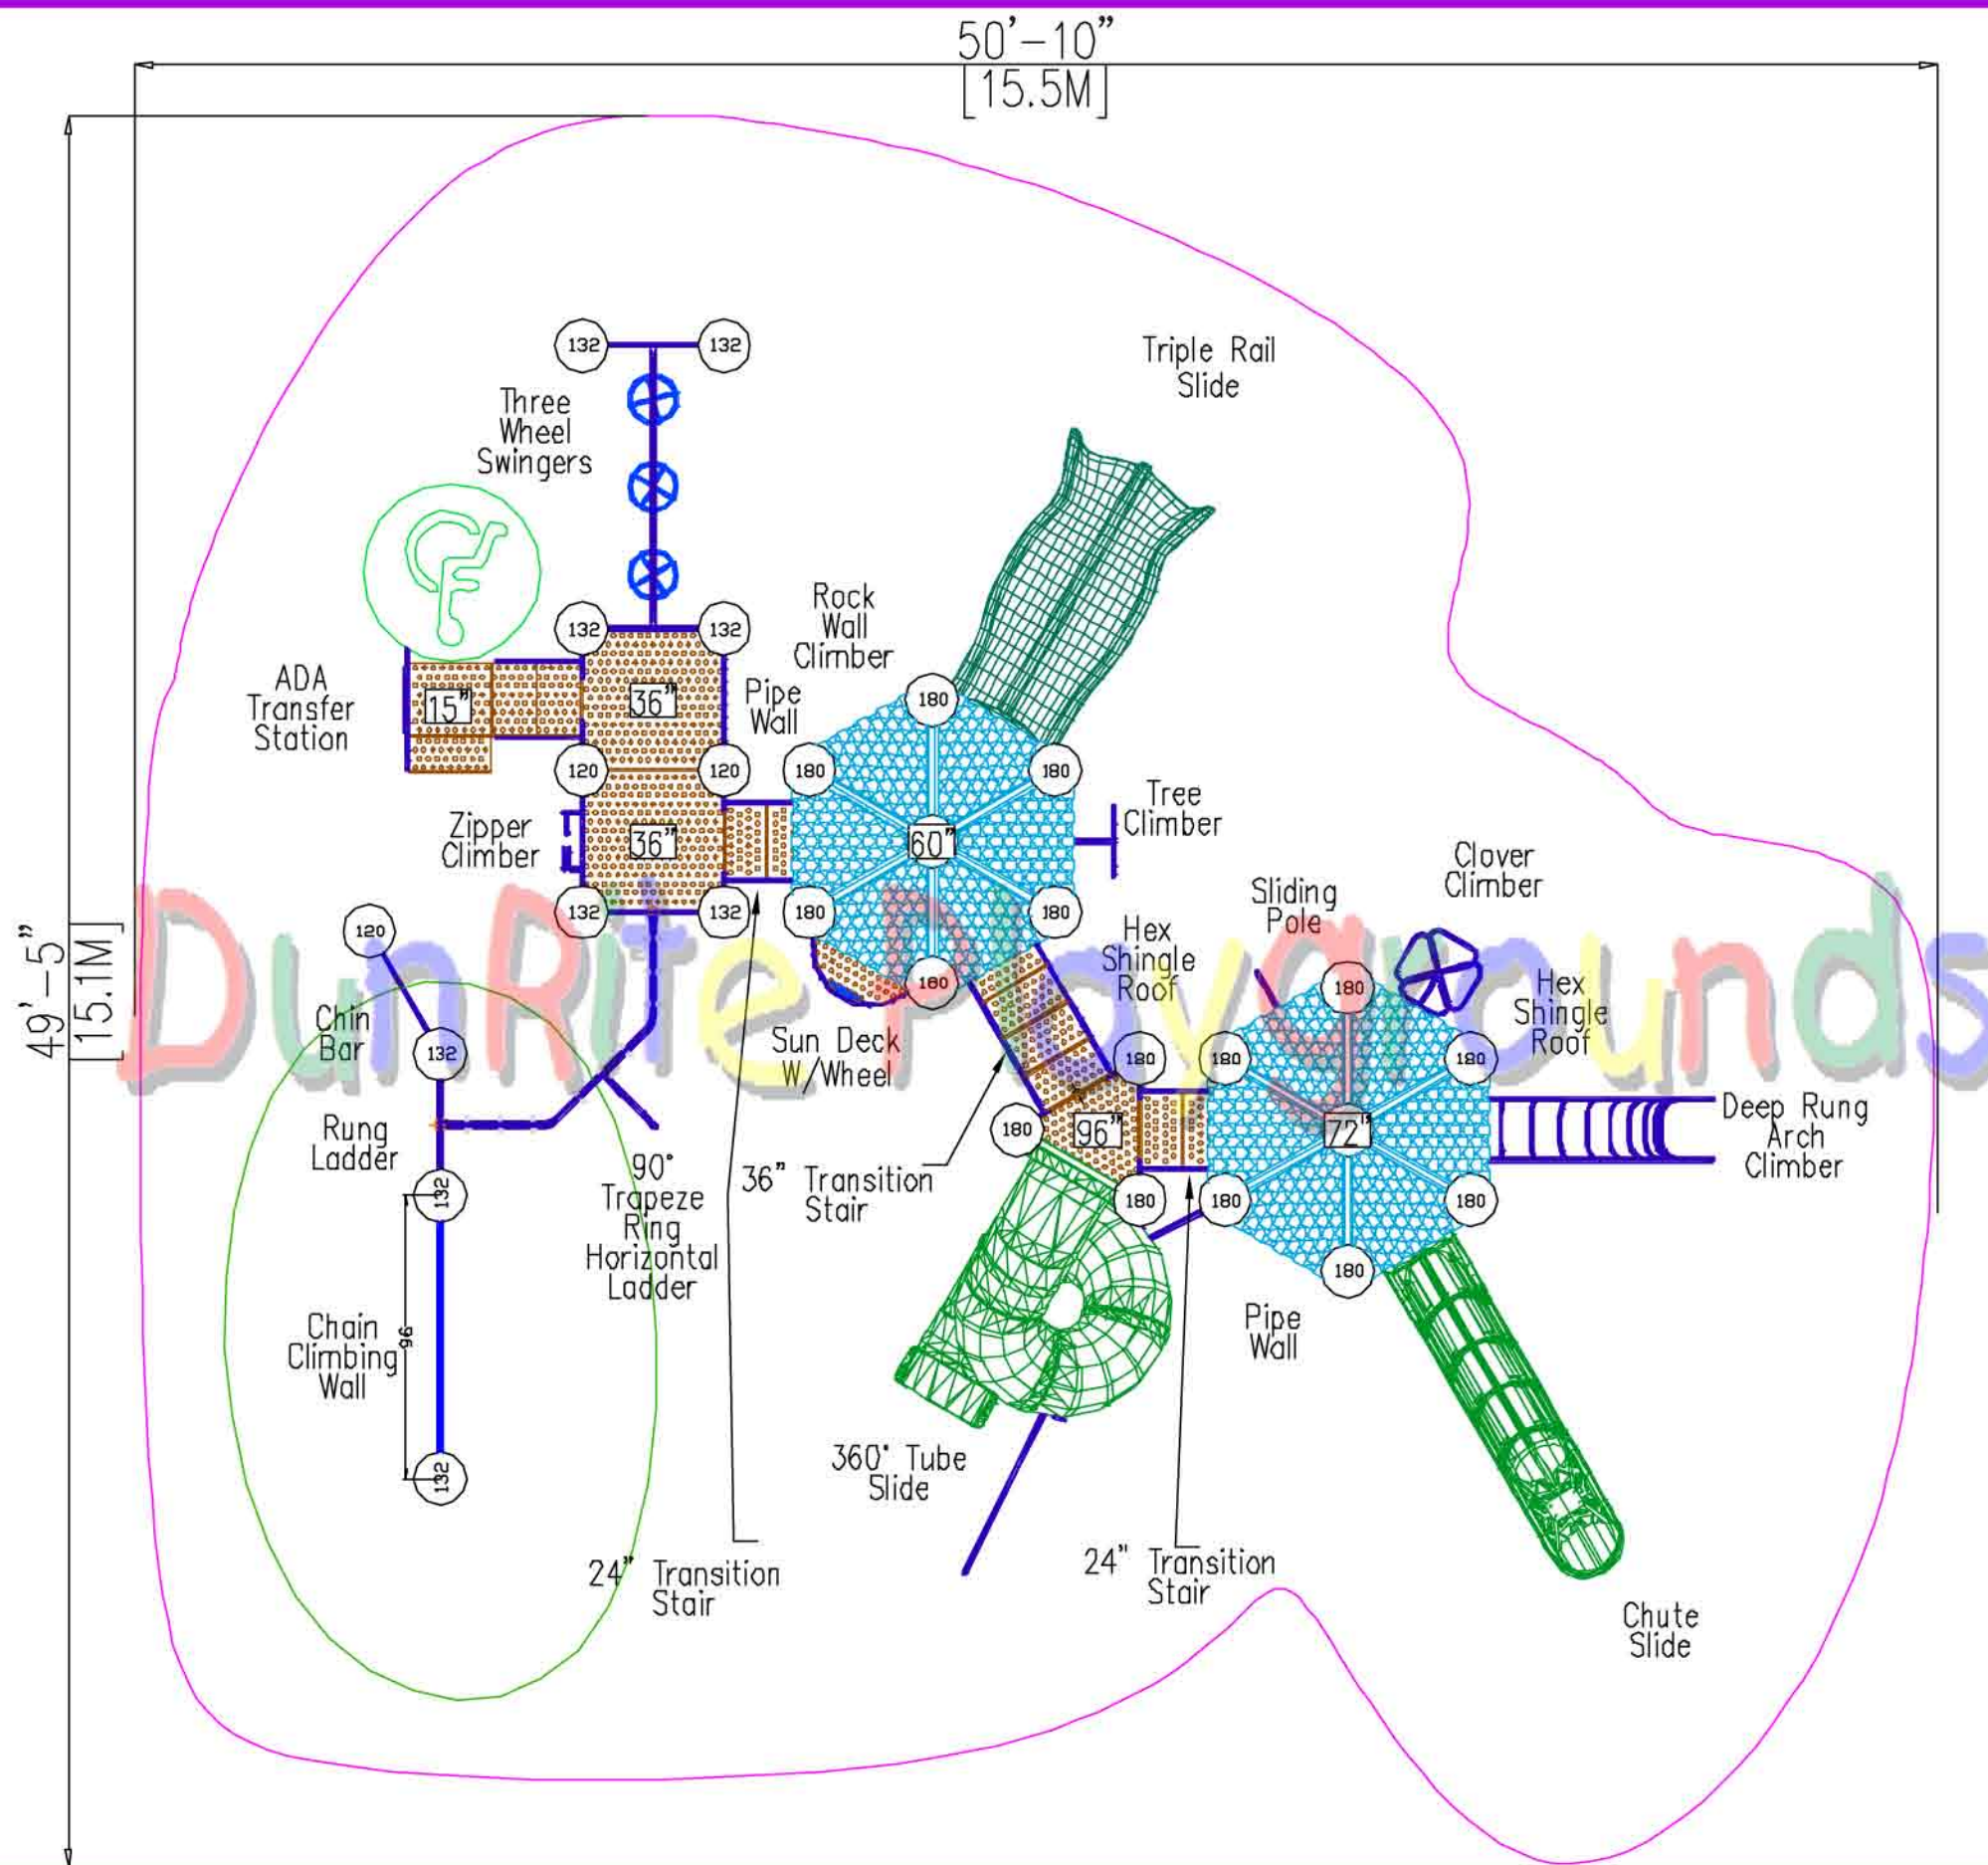 50'-10"
[15.5M]
49'-5"
[15.1M]
132
132
Three
Wheel
Swingers
Triple Rail
Slide
132
132
Rock
Wall
Climber
ADA
Transfer
Station
15"
36"
Pipe
Wall
180
120
120
180
180
Zipper
Climber
36"
60"
Tree
Climber
132
132
180
180
180
120
Clover
Climber
Sliding
Pole
Hex
Shingle
Roof
Hex
Shingle
Roof
DunRite Playgrounds
Chin
Bar
132
Sun Deck
W/Wheel
180
180
180
180
180
96"
72"
Deep Rung
Arch
Climber
Rung
Ladder
132
90°
Trapeze
Ring
Horizontal
Ladder
36" Transition
Stair
180
180
180
180
Chain
Climbing
Wall
96
Pipe
Wall
132
360° Tube
Slide
24" Transition
Stair
24" Transition
Stair
Chute
Slide